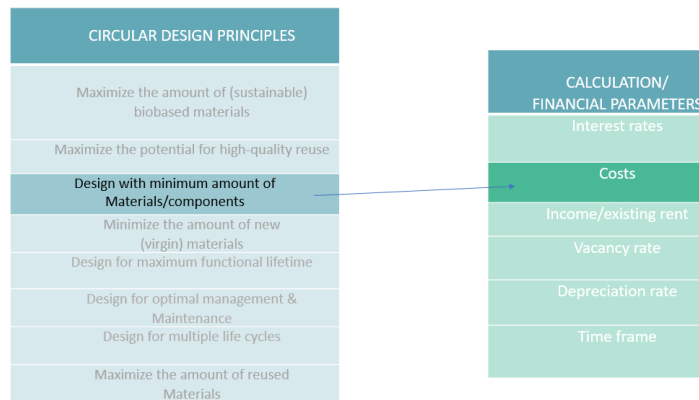 CIRCULAR DESIGN PRINCIPLES
Maximize the amount of (sustainable)
biobased materials
Maximize the potential for high-quality reuse
Design with minimum amount of
Materials/components
Minimize the amount of new
(virgin) materials
Design for maximum functional lifetime
Design for optimal management &
Maintenance
Design for multiple life cycles
Maximize the amount of reused
Materials
CALCULATION/
FINANCIAL PARAMETERS
Interest rates
Costs
Income/existing rent
Vacancy rate
Depreciation rate
Time frame